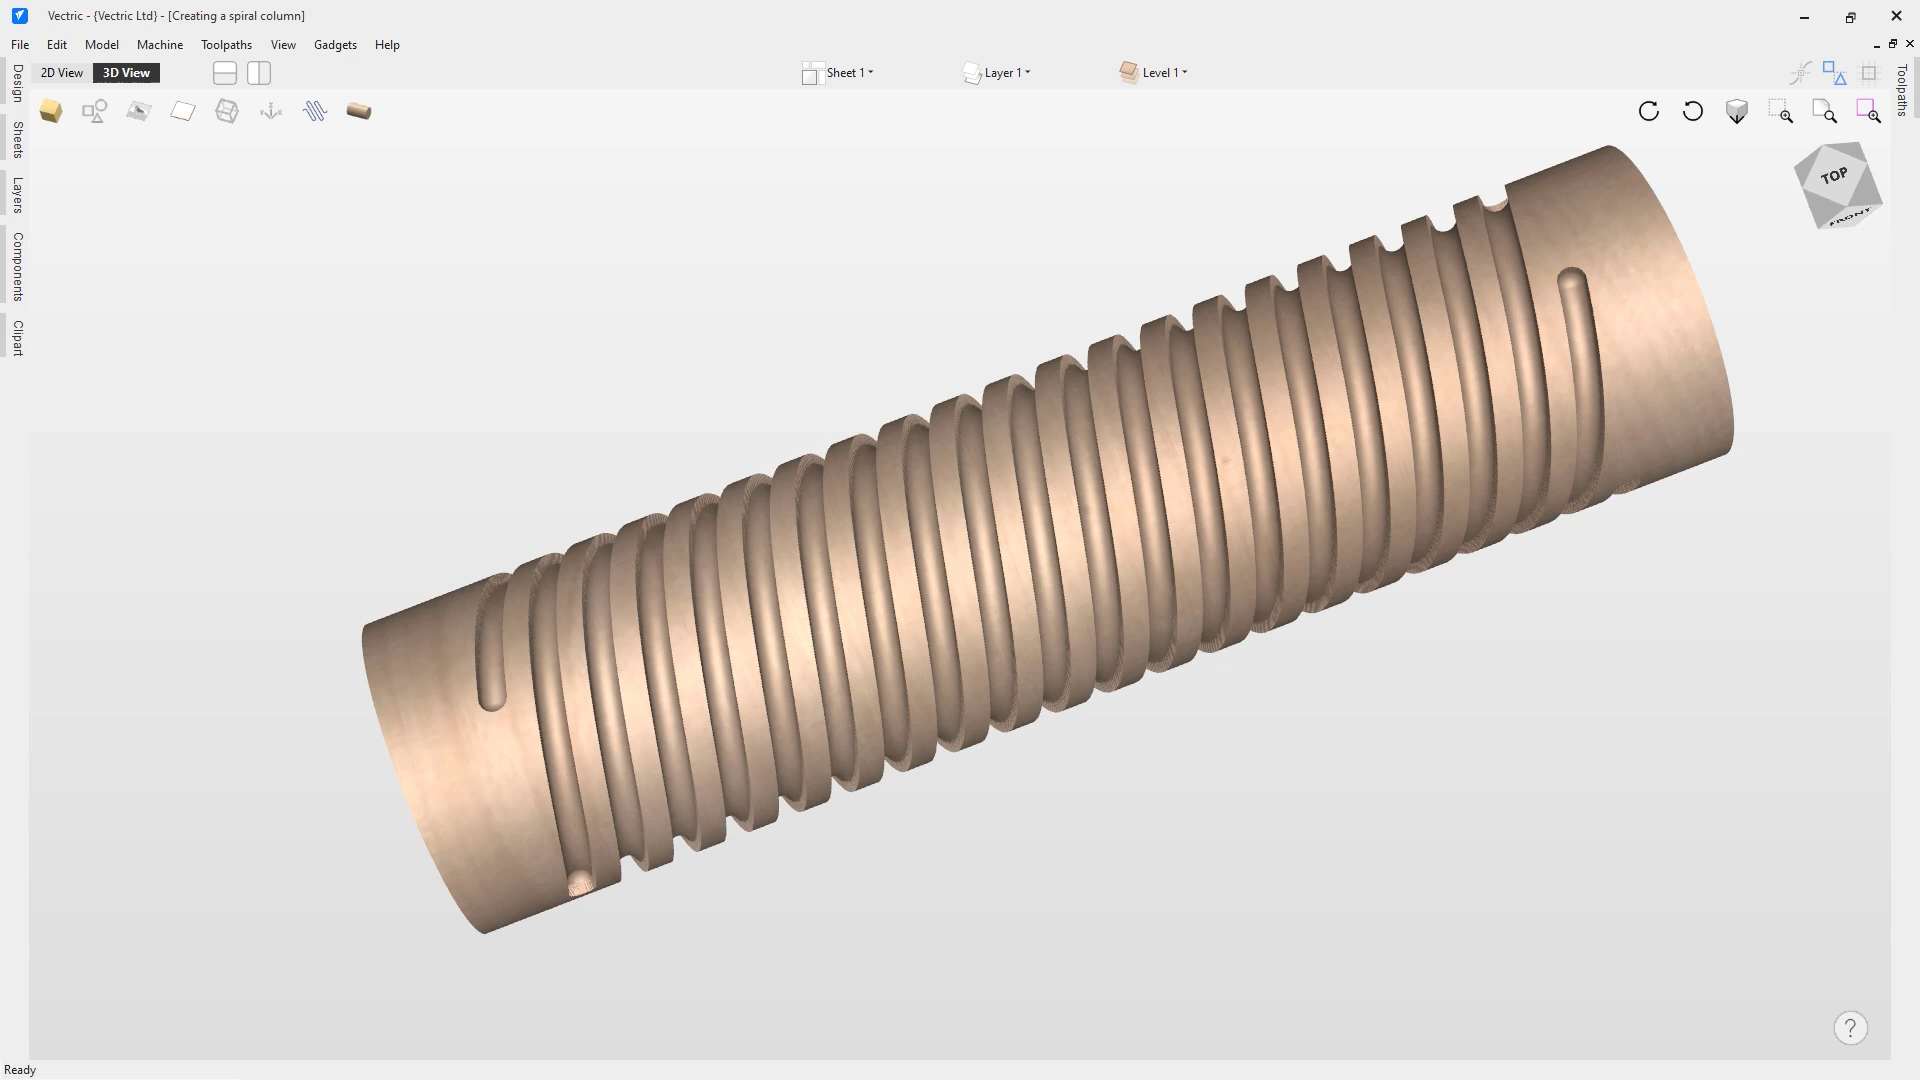 Vectric - {Vectric Ltd} - [Creating a spiral column]
File Edit Model Machine Toolpaths View Gadgets Help
2D View 3D View Sheet 1 Layer 1 Level 1
Design
Sheets
Layers
Components
Clipart
Toolpaths
TOP
FRONT
?
Ready